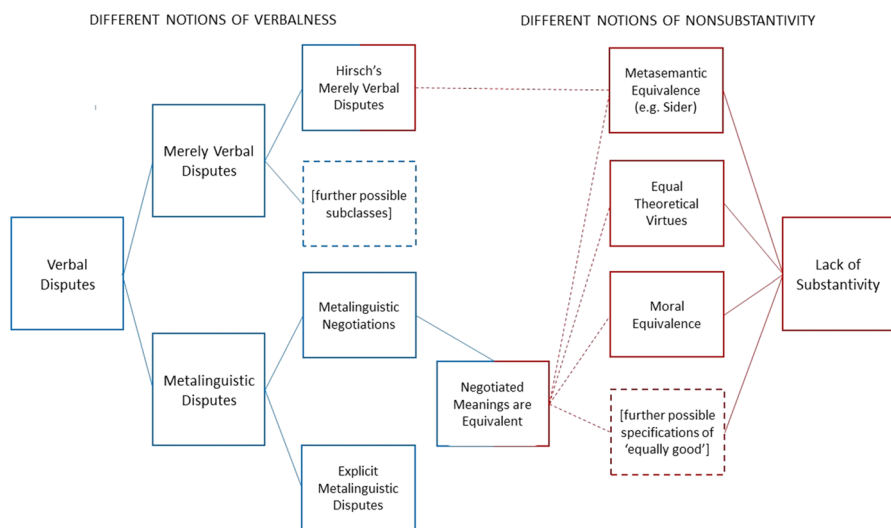 DIFFERENT NOTIONS OF VERBALNESS
DIFFERENT NOTIONS OF NONSUBSTANTIVITY
Hirsch's
Merely Verbal
Disputes
Metasemantic
Equivalence
(e.g. Sider)
Merely Verbal
Disputes
[further possible
subclasses]
Equal
Theoretical
Virtues
Verbal
Disputes
Lack of
Substantivity
Metalinguistic
Negotiations
Moral
Equivalence
Metalinguistic
Disputes
Negotiated
Meanings are
Equivalent
[further possible
specifications of
'equally good']
Explicit
Metalinguistic
Disputes